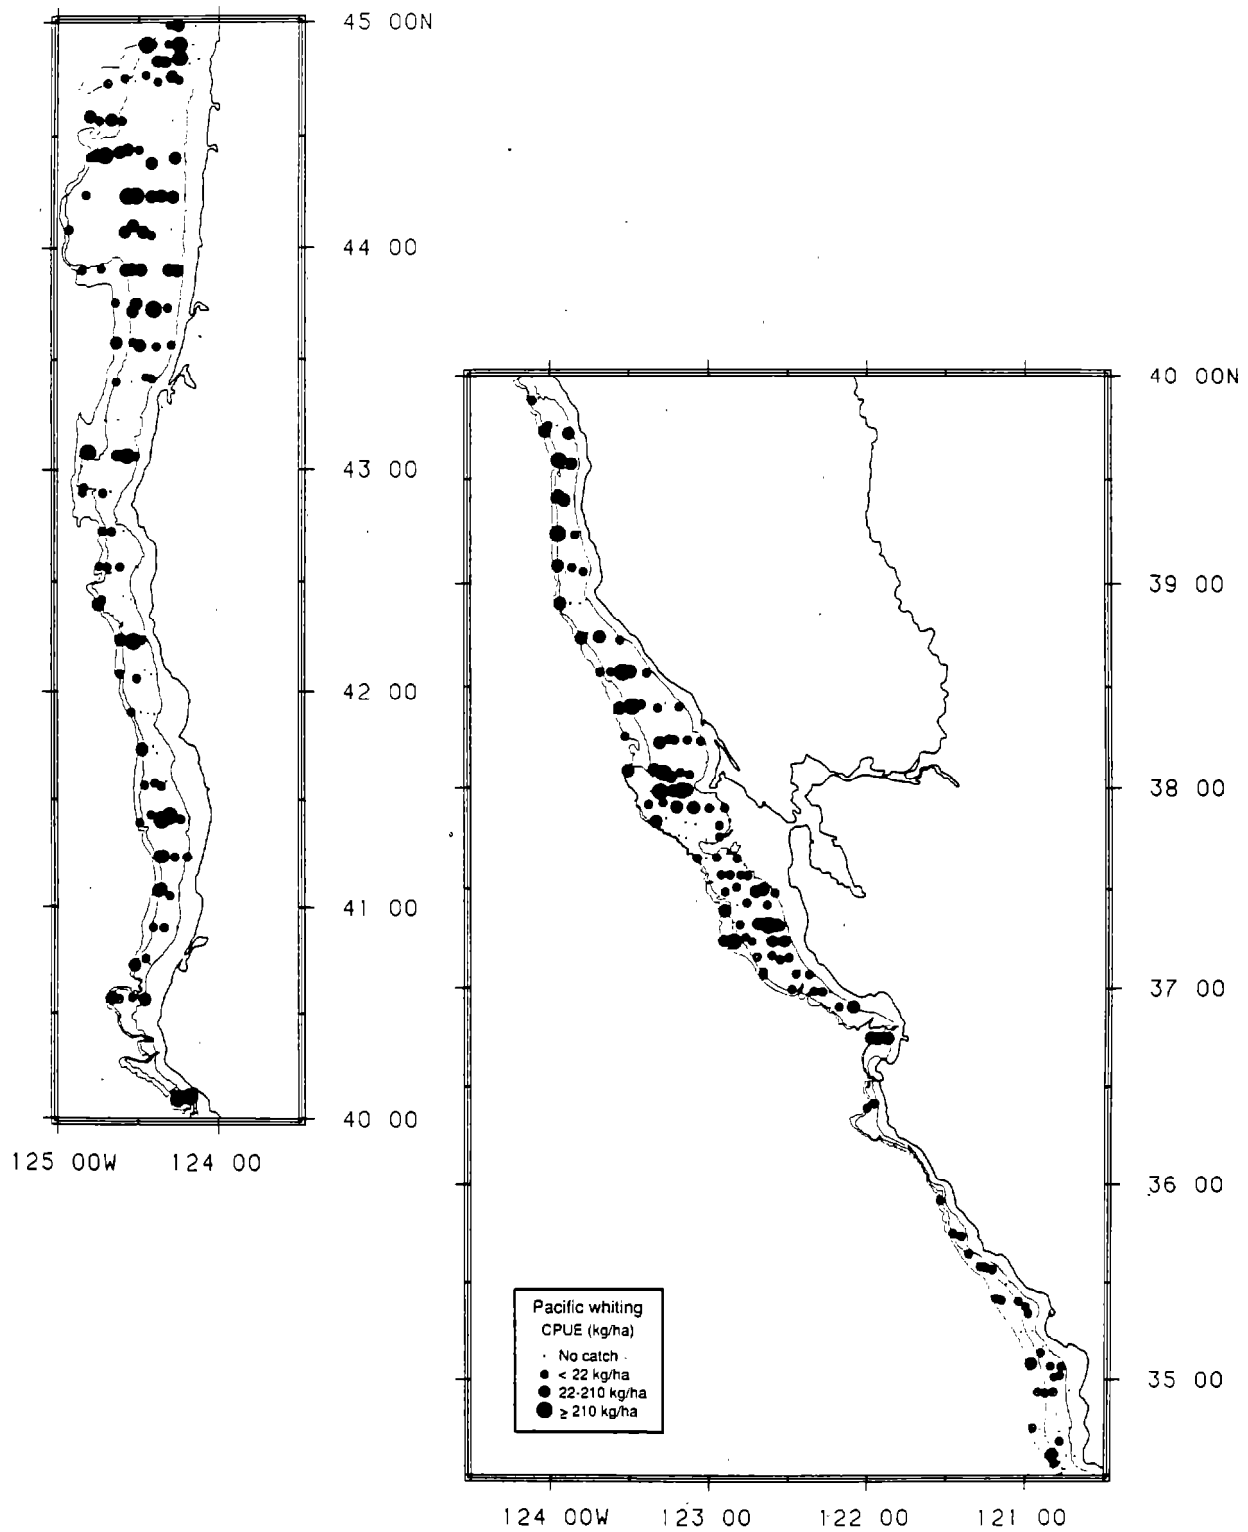 45 00N
44 00
43 00
42 00
41 00
40 00
125 00W 124 00
40 00N
39 00
38 00
37 00
36 00
35 00
124 00W 123 00 122 00 121 00
Pacific whiting
CPUE (kg/ha)
No catch
< 22 kg/ha
22-210 kg/ha
≥ 210 kg/ha